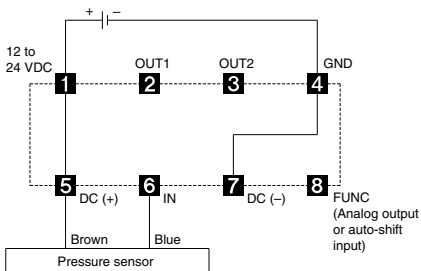 + –
12 to
24 VDC
OUT1 OUT2 GND
1 2 3 4
5 6 7 8
DC (+) IN DC (–) FUNC
(Analog output
or auto-shift
input)
Brown Blue
Pressure sensor